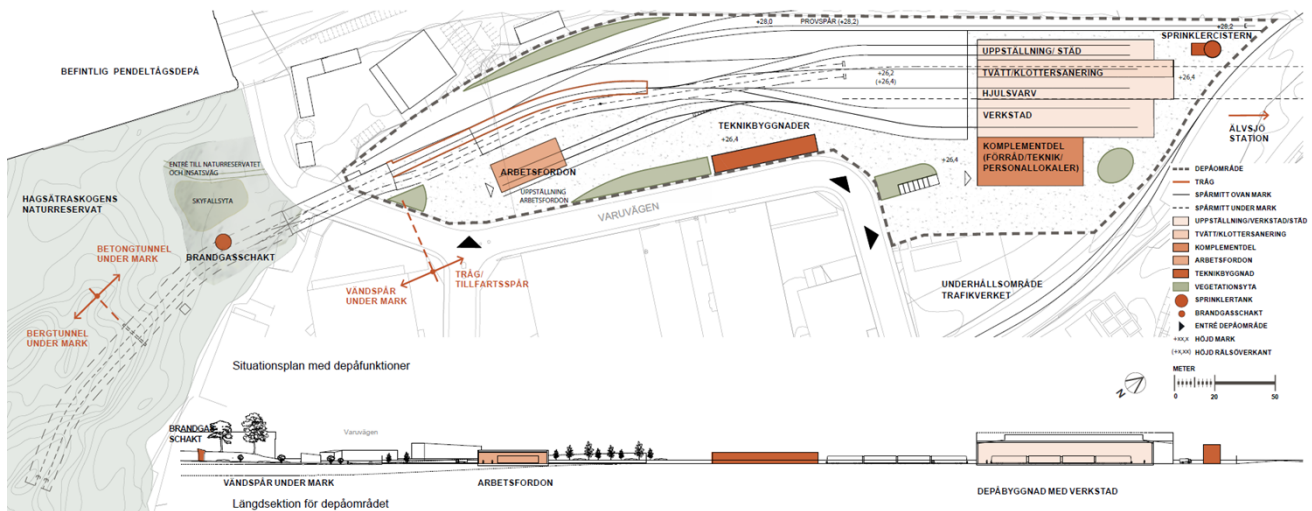 +28,0
PROVSPÅR (+28,2)
+28,2
SPRINKLERCISTERN
BEFINTLIG PENDELTÅGSDEPÅ
UPPSTÄLLNING/ STÄD
TVÄTT/KLOTTERSANERING
+26,2
(+26,4)
+26,4
HJULSVARV
VERKSTAD
ÄLVSJÖ
STATION
TEKNIKBYGGNADER
+26,4
KOMPLEMENTDEL
(FÖRRÅD/TEKNIK/
PERSONALLOKALER)
+26,4
ENTRÉ TILL NATURRESERVATET
OCH INSATSVÄG
ARBETSFORDON
UPPSTÄLLNING
ARBETSFORDON
HAGSÄTRASKOGENS
NATURRESERVAT
SKYFALLSYTA
VARUVÄGEN
BRANDGASSCHAKT
BETONGTUNNEL
UNDER MARK
TRÅG/
TILLFARTSSPÅR
VÄNDSPÅR
UNDER MARK
UNDERHÅLLSOMRÅDE
TRAFIKVERKET
BERGTUNNEL
UNDER MARK
DEPÅOMRÅDE
TRÅG
SPÅRMITT OVAN MARK
SPÅRMITT UNDER MARK
UPPSTÄLLNING/VERKSTAD/STÄD
TVÄTT/KLOTTERSANERING
KOMPLEMENTDEL
ARBETSFORDON
TEKNIKBYGGNAD
VEGETATIONSYTA
SPRINKLERTANK
BRANDGASSCHAKT
ENTRÉ DEPÅOMRÅDE
+xx,x HÖJD MARK
(+x,xx) HÖJD RÄLSÖVERKANT
METER
0 20 50
N
Situationsplan med depåfunktioner
BRANDGAS
SCHAKT
Varuvägen
VÄNDSPÅR UNDER MARK
ARBETSFORDON
DEPÅBYGGNAD MED VERKSTAD
Längdsektion för depåområdet